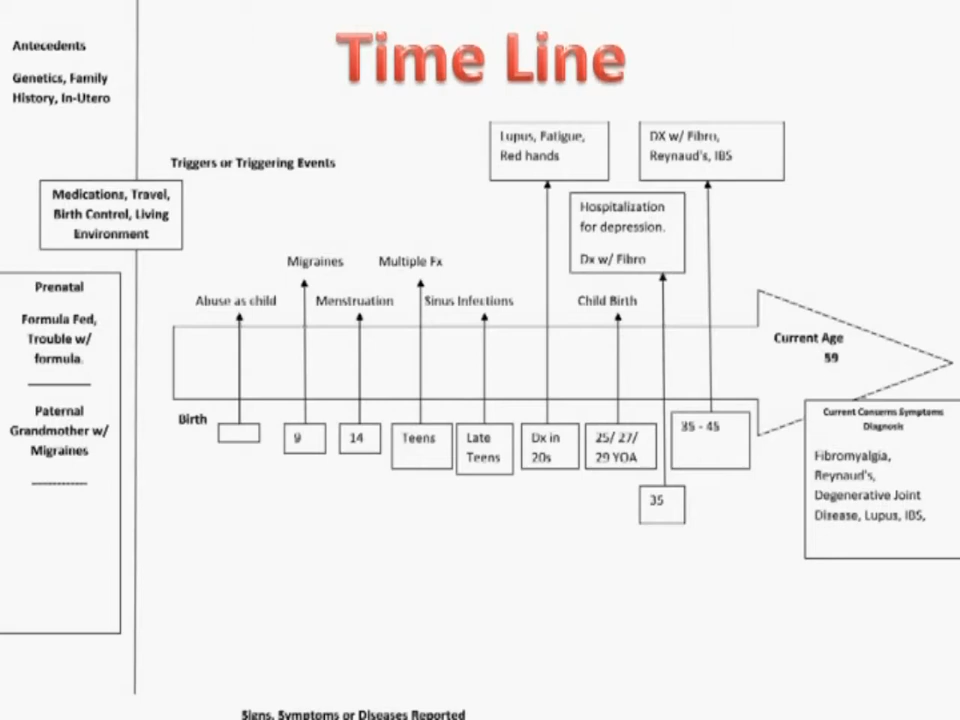 Time Line
Antecedents
Genetics, Family
History, In-Utero
Triggers or Triggering Events
Medications, Travel,
Birth Control, Living
Environment
Prenatal
Formula Fed,
Trouble w/
formula.
Paternal
Grandmother w/
Migraines
Lupus, Fatigue,
Red hands
DX w/ Fibro,
Reynaud's, IBS
Hospitalization
for depression.
Dx w/ Fibro
Migraines
Multiple Fx
Abuse as child
Menstruation
Sinus Infections
Child Birth
Current Age
59
Birth
9
14
Teens
Late
Teens
Dx in
20s
25/ 27/
29 YOA
35 - 45
35
Current Concerns Symptoms
Diagnosis
Fibromyalgia,
Reynaud's,
Degenerative Joint
Disease, Lupus, IBS,
Signs, Symptoms or Diseases Reported